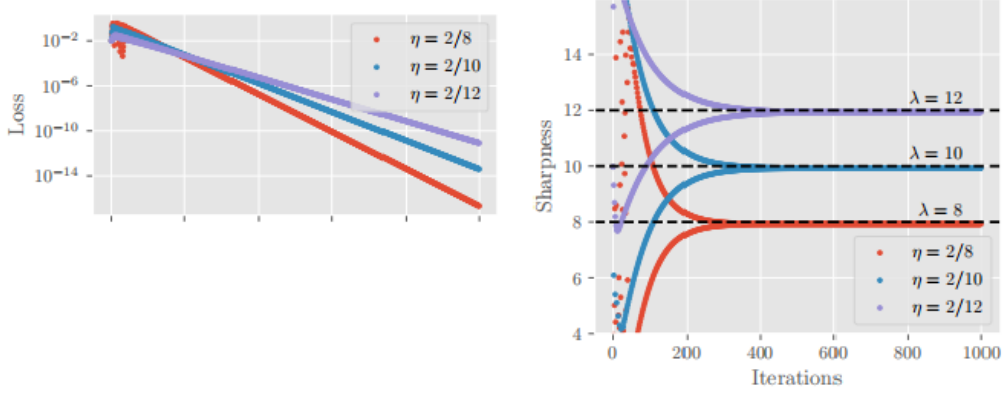 Loss
10⁻²
10⁻⁶
10⁻¹⁰
10⁻¹⁴
η = 2/8
η = 2/10
η = 2/12
Sharpness
14
12
10
8
6
4
λ = 12
λ = 10
λ = 8
η = 2/8
η = 2/10
η = 2/12
0 200 400 600 800 1000
Iterations